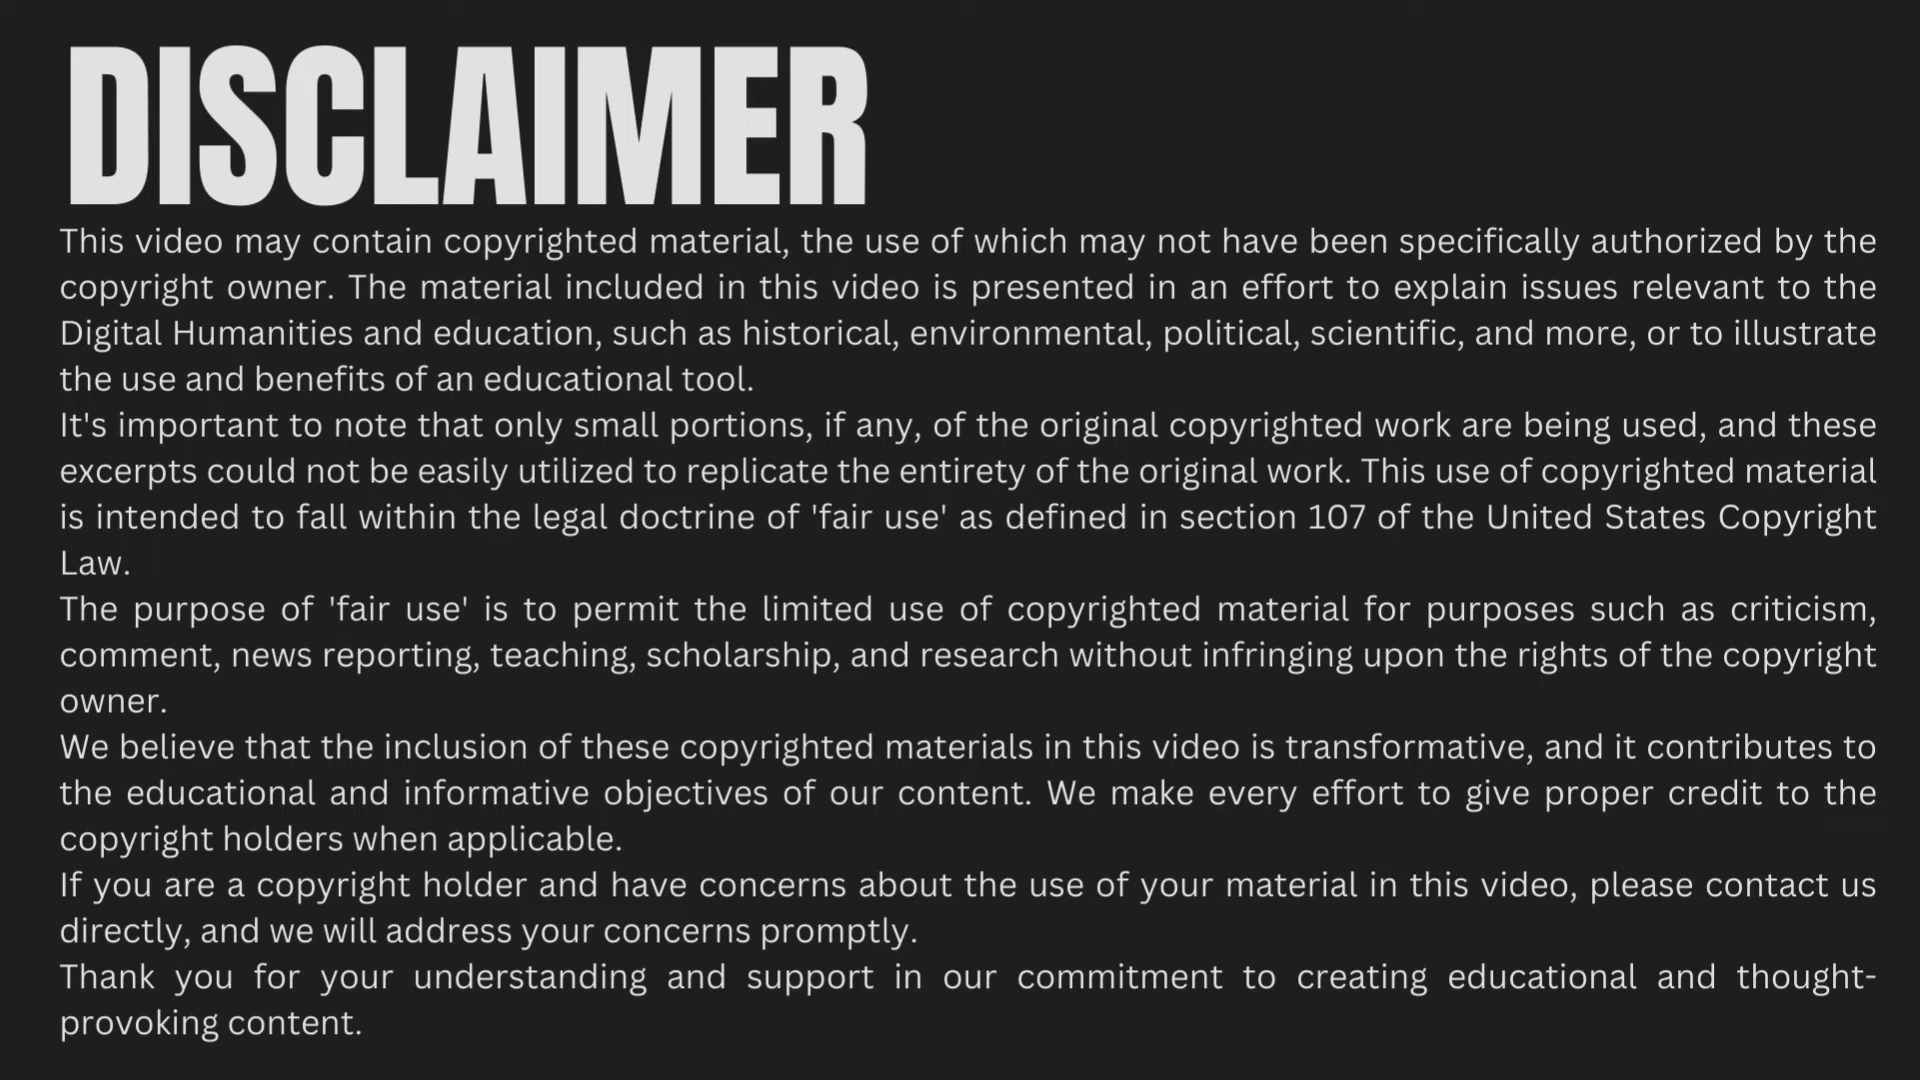 DISCLAIMER
This video may contain copyrighted material, the use of which may not have been specifically authorized by the
copyright owner. The material included in this video is presented in an effort to explain issues relevant to the
Digital Humanities and education, such as historical, environmental, political, scientific, and more, or to illustrate
the use and benefits of an educational tool.
It's important to note that only small portions, if any, of the original copyrighted work are being used, and these
excerpts could not be easily utilized to replicate the entirety of the original work. This use of copyrighted material
is intended to fall within the legal doctrine of 'fair use' as defined in section 107 of the United States Copyright
Law.
The purpose of 'fair use' is to permit the limited use of copyrighted material for purposes such as criticism,
comment, news reporting, teaching, scholarship, and research without infringing upon the rights of the copyright
owner.
We believe that the inclusion of these copyrighted materials in this video is transformative, and it contributes to
the educational and informative objectives of our content. We make every effort to give proper credit to the
copyright holders when applicable.
If you are a copyright holder and have concerns about the use of your material in this video, please contact us
directly, and we will address your concerns promptly.
Thank you for your understanding and support in our commitment to creating educational and thought-
provoking content.